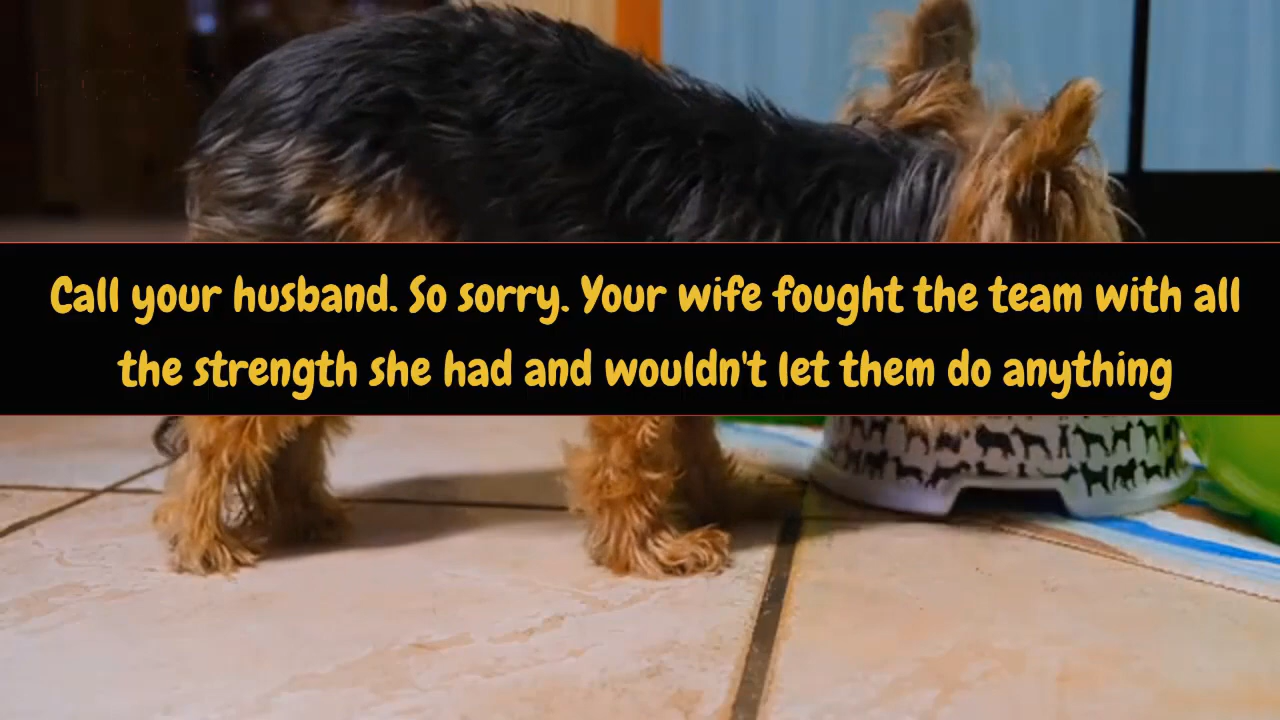 Call your husband. So sorry. Your wife fought the team with all
the strength she had and wouldn't let them do anything